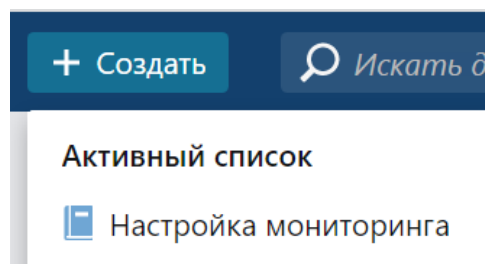 + Создать
Искать
Активный список
Настройка мониторинга